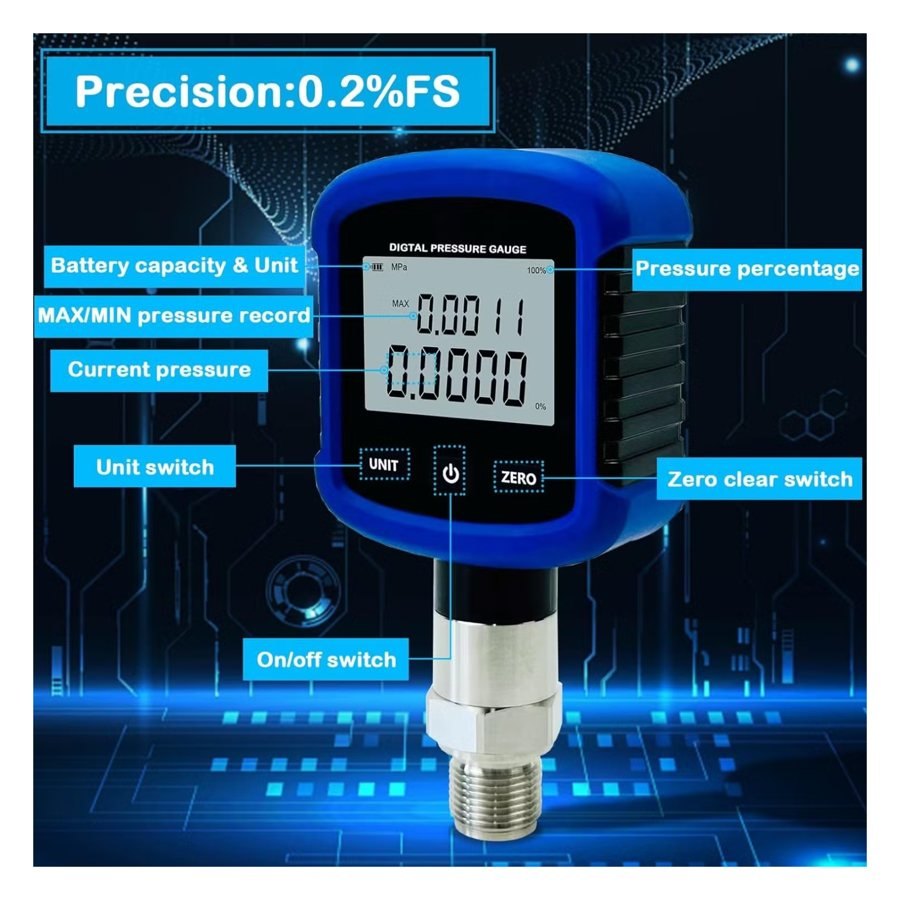 Precision:0.2%FS
DIGTAL PRESSURE GAUGE
Battery capacity & Unit
MPa
100%
Pressure percentage
MAX/MIN pressure record
MAX
0.0011
Current pressure
0.0000
0%
Unit switch
UNIT
ZERO
Zero clear switch
On/off switch